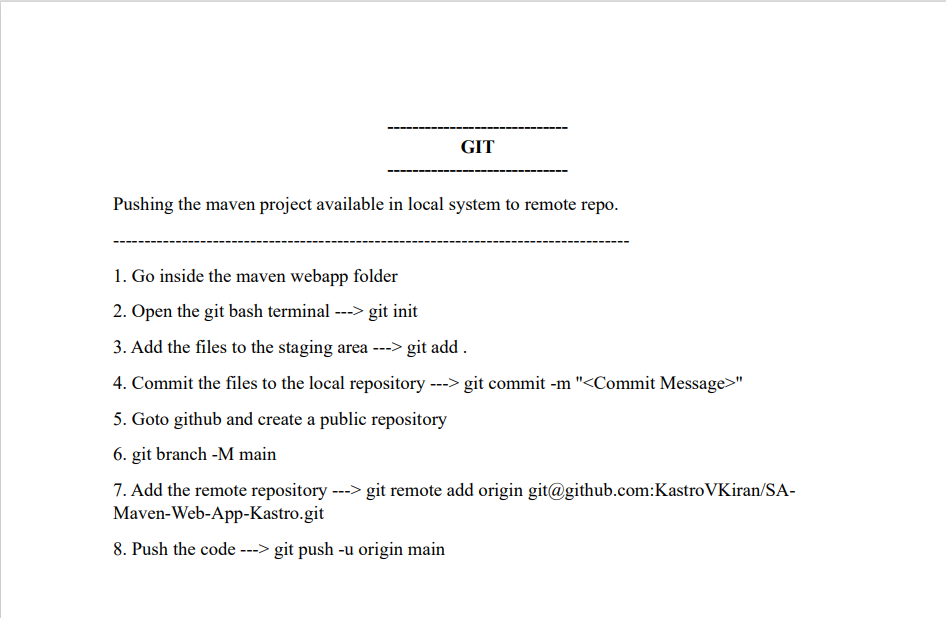 -----------------------------
GIT
-----------------------------
Pushing the maven project available in local system to remote repo.
-----------------------------------------------------------------------------------
1. Go inside the maven webapp folder
2. Open the git bash terminal ---> git init
3. Add the files to the staging area ---> git add .
4. Commit the files to the local repository ---> git commit -m "<Commit Message>"
5. Goto github and create a public repository
6. git branch -M main
7. Add the remote repository ---> git remote add origin git@github.com:KastroVKiran/SA-
Maven-Web-App-Kastro.git
8. Push the code ---> git push -u origin main